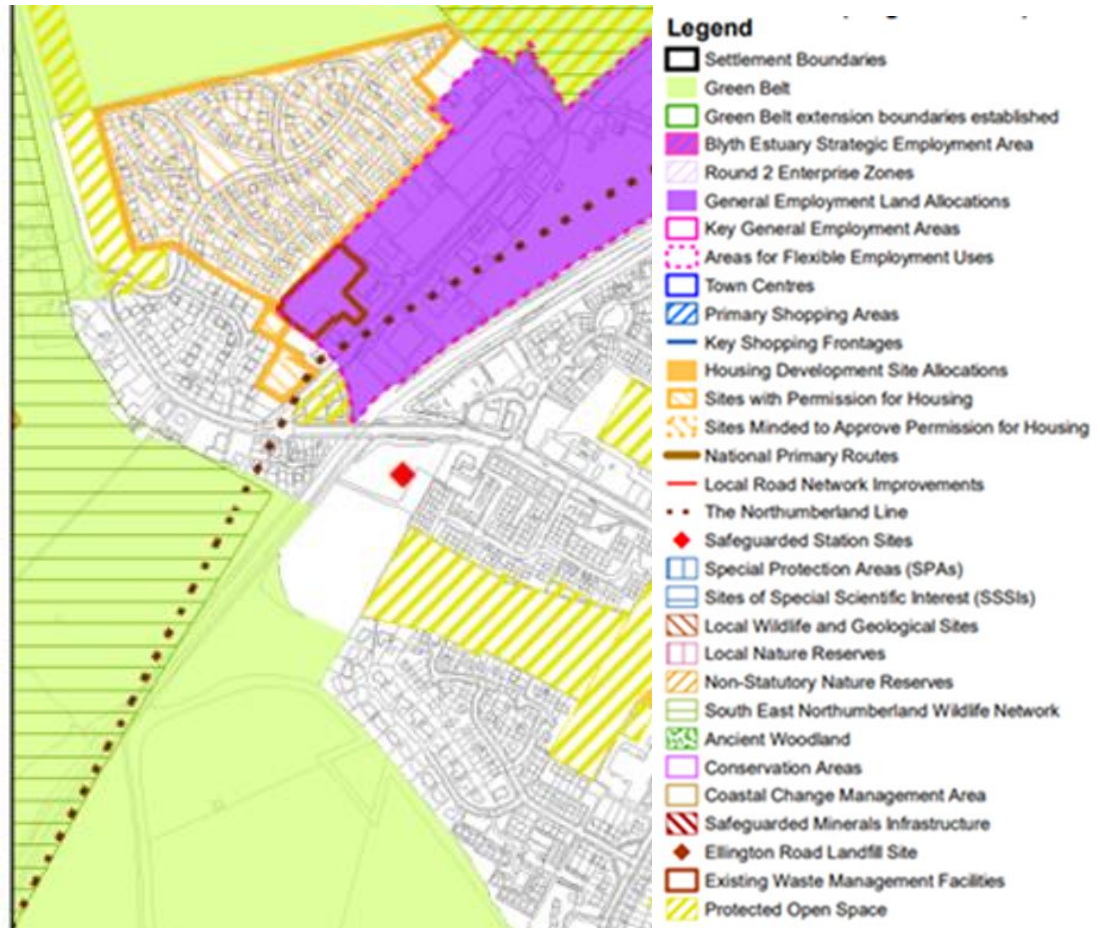 Legend
Settlement Boundaries
Green Belt
Green Belt extension boundaries established
Blyth Estuary Strategic Employment Area
Round 2 Enterprise Zones
General Employment Land Allocations
Key General Employment Areas
Areas for Flexible Employment Uses
Town Centres
Primary Shopping Areas
Key Shopping Frontages
Housing Development Site Allocations
Sites with Permission for Housing
Sites Minded to Approve Permission for Housing
National Primary Routes
Local Road Network Improvements
The Northumberland Line
Safeguarded Station Sites
Special Protection Areas (SPAs)
Sites of Special Scientific Interest (SSSIs)
Local Wildlife and Geological Sites
Local Nature Reserves
Non-Statutory Nature Reserves
South East Northumberland Wildlife Network
Ancient Woodland
Conservation Areas
Coastal Change Management Area
Safeguarded Minerals Infrastructure
Ellington Road Landfill Site
Existing Waste Management Facilities
Protected Open Space